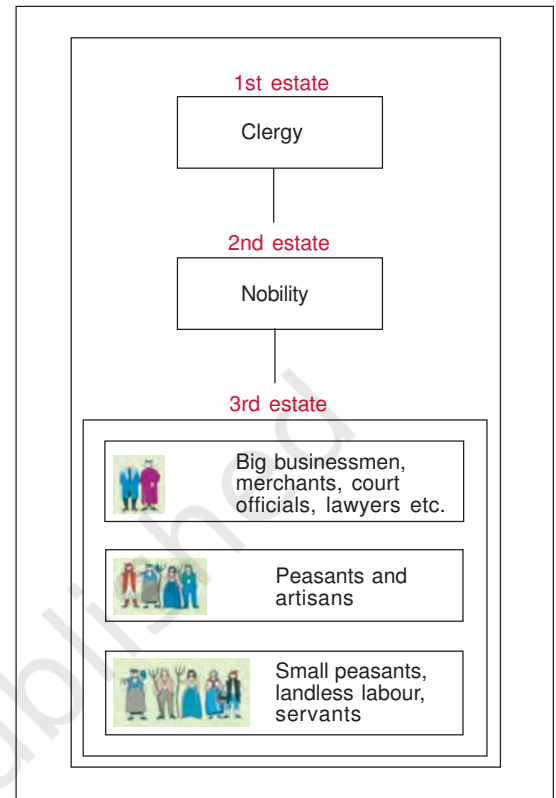 1st estate
Clergy
2nd estate
Nobility
3rd estate
Big businessmen,
merchants, court
officials, lawyers etc.
Peasants and
artisans
Small peasants,
landless labour,
servants